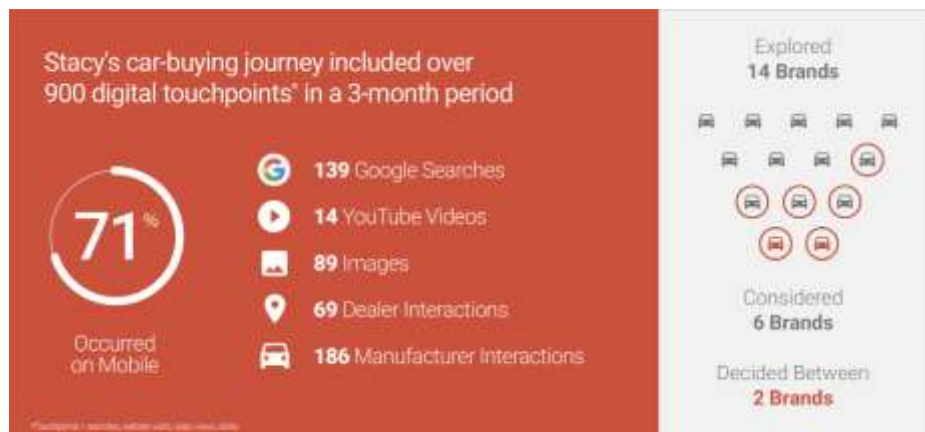 Stacy's car-buying journey included over
900 digital touchpoints* in a 3-month period
71%
Occurred
on Mobile
139 Google Searches
14 YouTube Videos
89 Images
69 Dealer Interactions
186 Manufacturer Interactions
Explored
14 Brands
Considered
6 Brands
Decided Between
2 Brands